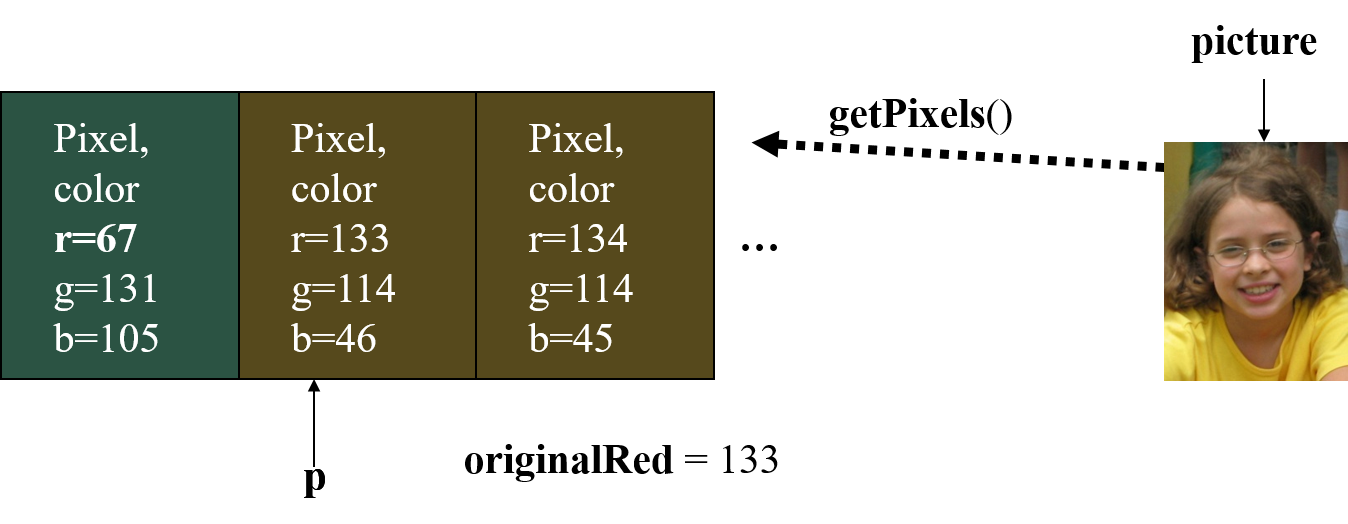 picture
getPixels()
Pixel,
color
r=67
g=131
b=105
Pixel,
color
r=133
g=114
b=46
Pixel,
color
r=134
g=114
b=45
...
p
originalRed = 133